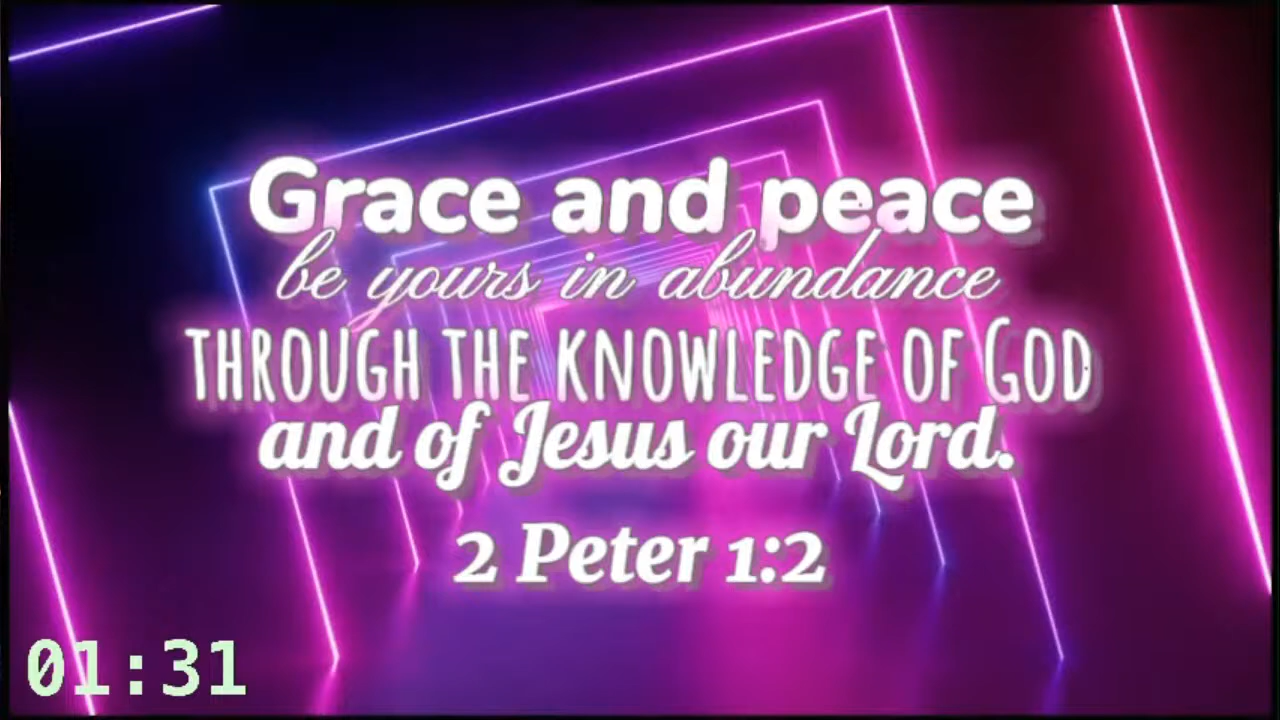 Grace and peace
be yours in abundance
THROUGH THE KNOWLEDGE OF GOD
and of Jesus our Lord.
2 Peter 1:2
01:31